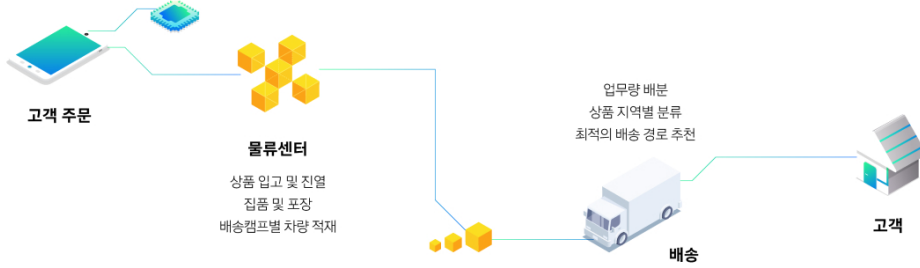 고객 주문
물류센터
상품 입고 및 진열
집품 및 포장
배송캠프별 차량 적재
업무량 배분
상품 지역별 분류
최적의 배송 경로 추천
배송
고객